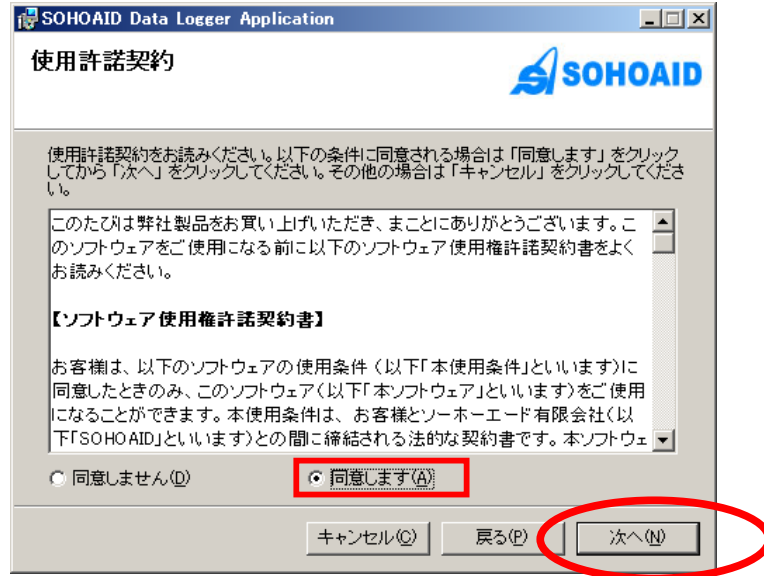 SOHOAID Data Logger Application
使用許諾契約
SOHOAID
使用許諾契約をお読みください。以下の条件に同意される場合は「同意します」をクリック
してから「次へ」をクリックしてください。その他の場合は「キャンセル」をクリックしてくださ
い。
このたびは弊社製品をお買い上げいただき、まことにありがとうございます。こ
のソフトウェアをご使用になる前に以下のソフトウェア使用権許諾契約書をよく
お読みください。
【ソフトウェア使用権許諾契約書】
お客様は、以下のソフトウェアの使用条件（以下「本使用条件」といいます）に
同意したときのみ、このソフトウェア（以下「本ソフトウェア」といいます）をご使用
になることができます。本使用条件は、お客様とソーホーエード有限会社（以
下「SOHOAID」といいます）との間に締結される法的な契約書です。本ソフトウェ
同意しません(D)
同意します(A)
キャンセル(C)
戻る(P)
次へ(N)